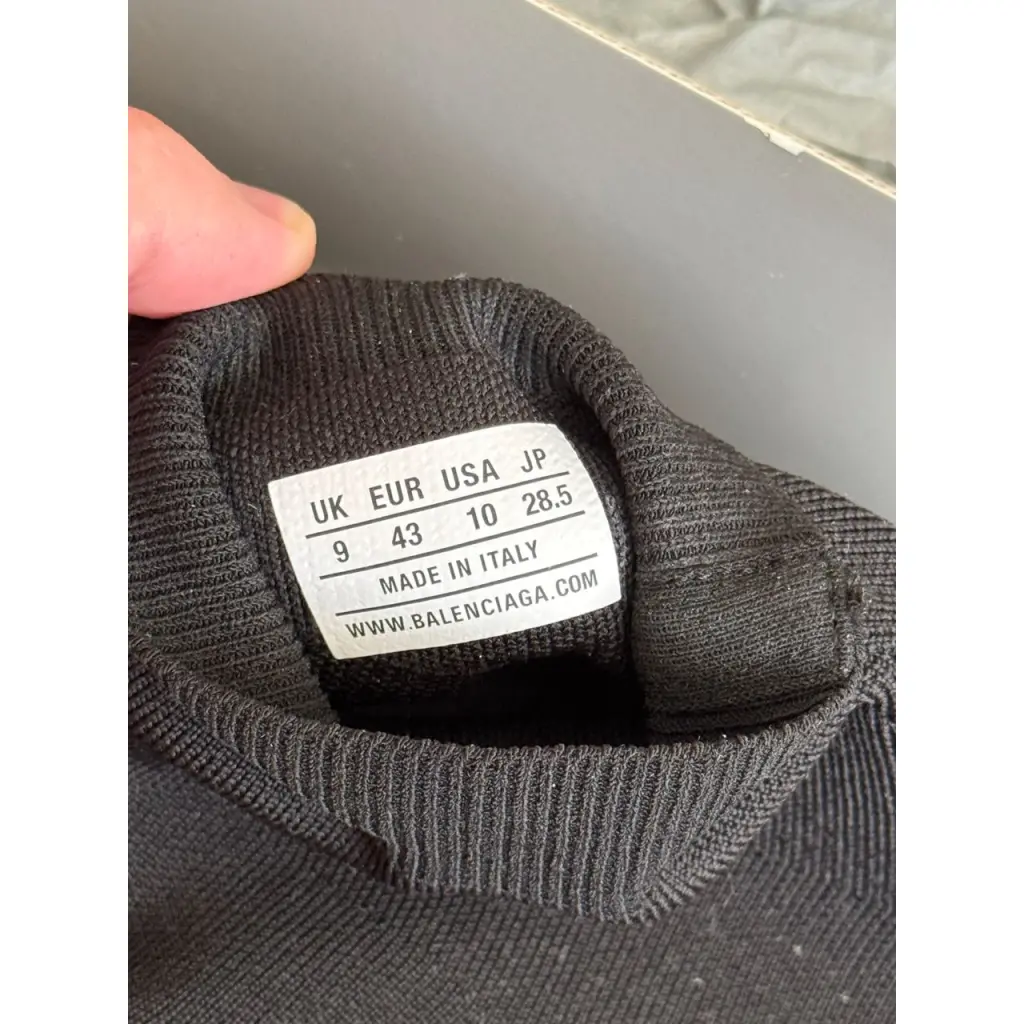 UK EUR USA JP
9 43 10 28.5
MADE IN ITALY
WWW.BALENCIAGA.COM